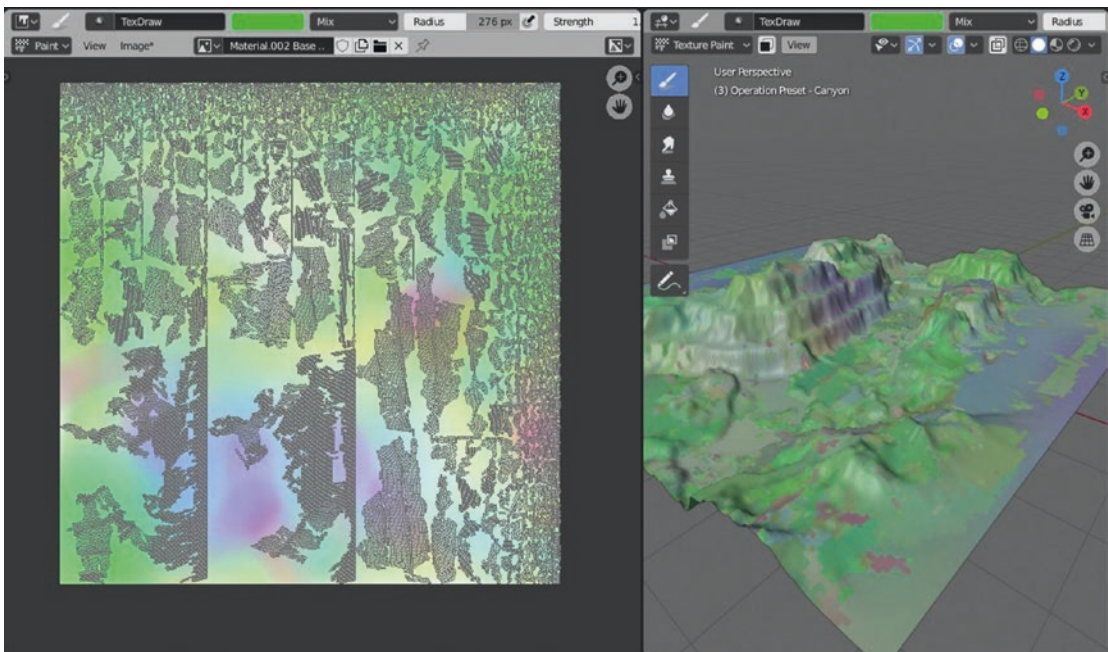 TexDraw Mix Radius 276 px Strength 1.
Paint View Image* Material.002 Base ..
TexDraw Mix Radius
Texture Paint View
User Perspective
(3) Operation Preset - Canyon
Z
Y
X